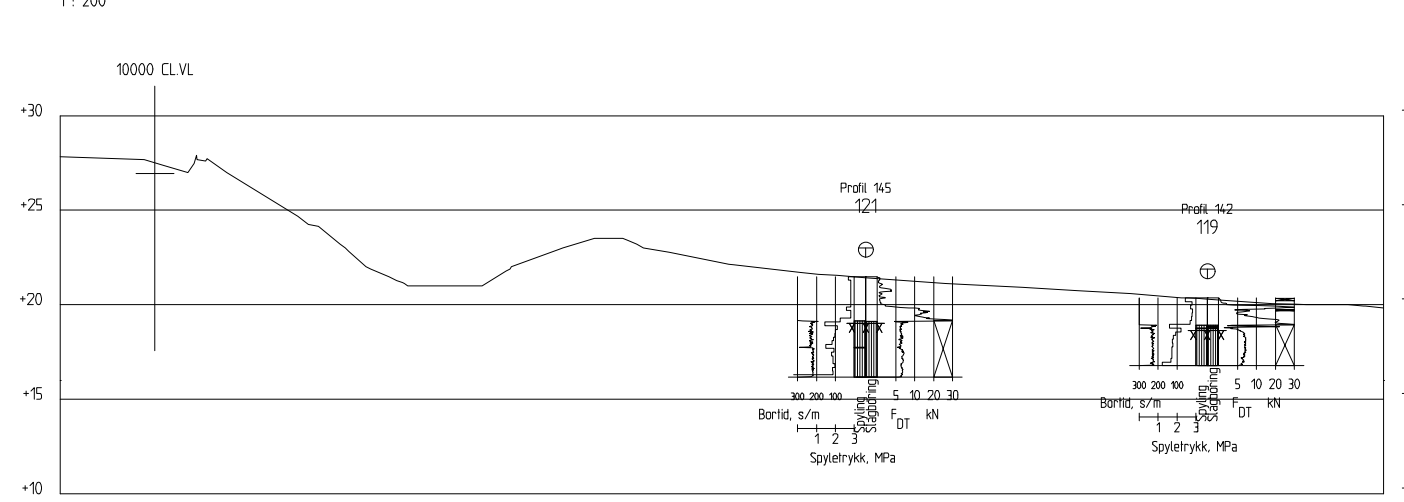 1 : 200
10000 CL.VL
+30
+25
+20
+15
+10
Profil 145
121
300 200 100
5 10 20 30
Bortid, s/m
Spyling
Slagboring
F DT kN
1 2 3
Spyletrykk, MPa
Profil 142
119
300 200 100
5 10 20 30
Bortid, s/m
Spyling
Slagboring
F DT kN
1 2 3
Spyletrykk, MPa